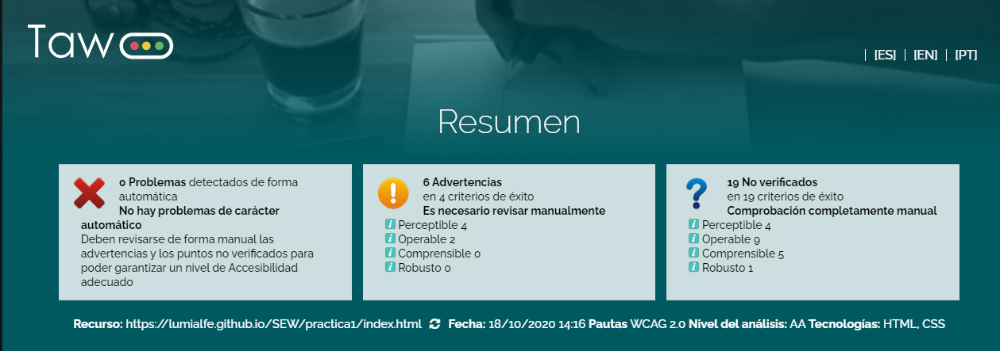 Taw
[ES] | [EN] | [PT]
Resumen
0 Problemas detectados de forma
automática
No hay problemas de carácter
automático
Deben revisarse de forma manual las
advertencias y los puntos no verificados para
poder garantizar un nivel de Accesibilidad
adecuado
6 Advertencias
en 4 criterios de éxito
Es necesario revisar manualmente
Perceptible 4
Operable 2
Comprensible 0
Robusto 0
19 No verificados
en 19 criterios de éxito
Comprobación completamente manual
Perceptible 4
Operable 9
Comprensible 5
Robusto 1
Recurso: https://lumialfe.github.io/SEW/practica1/index.html Fecha: 18/10/2020 14:16 Pautas WCAG 2.0 Nivel del análisis: AA Tecnologías: HTML, CSS